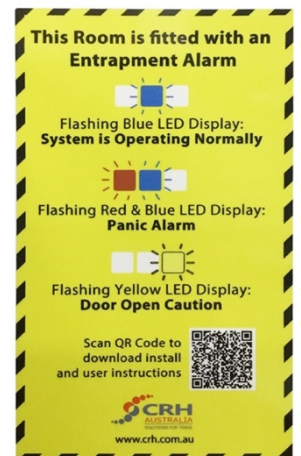 This Room is fitted with an
Entrapment Alarm
Flashing Blue LED Display:
System is Operating Normally
Flashing Red & Blue LED Display:
Panic Alarm
Flashing Yellow LED Display:
Door Open Caution
Scan QR Code to
download install
and user instructions
CRH
AUSTRALIA
www.crh.com.au